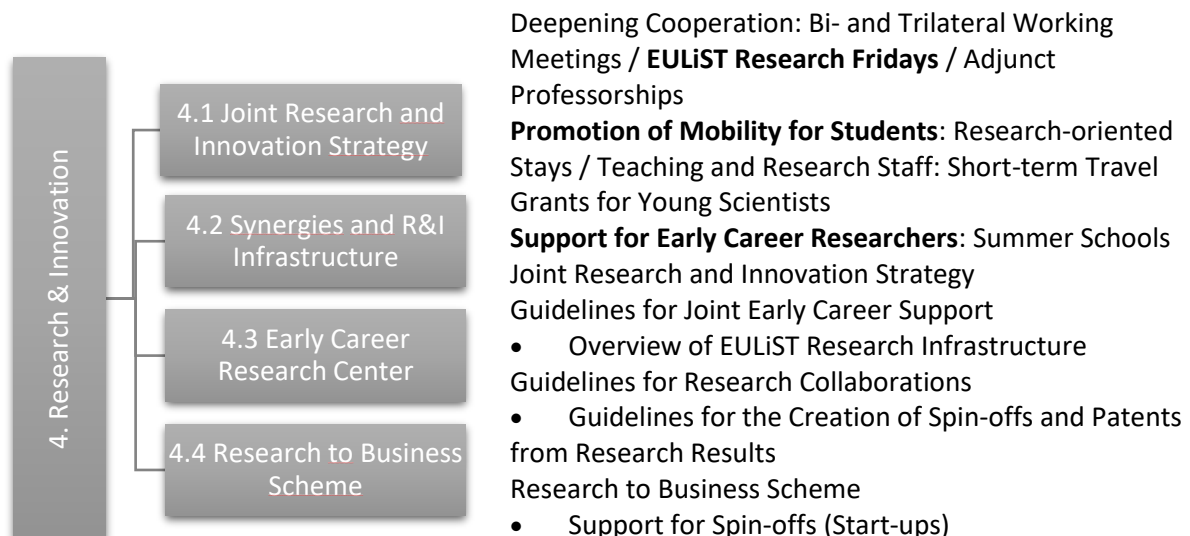 4. Research & Innovation
4.1 Joint Research and
Innovation Strategy
4.2 Synergies and R&I
Infrastructure
4.3 Early Career
Research Center
4.4 Research to Business
Scheme
Deepening Cooperation: Bi- and Trilateral Working
Meetings / EULiST Research Fridays / Adjunct
Professorships
Promotion of Mobility for Students: Research-oriented
Stays / Teaching and Research Staff: Short-term Travel
Grants for Young Scientists
Support for Early Career Researchers: Summer Schools
Joint Research and Innovation Strategy
Guidelines for Joint Early Career Support
• Overview of EULiST Research Infrastructure
Guidelines for Research Collaborations
• Guidelines for the Creation of Spin-offs and Patents
from Research Results
Research to Business Scheme
• Support for Spin-offs (Start-ups)